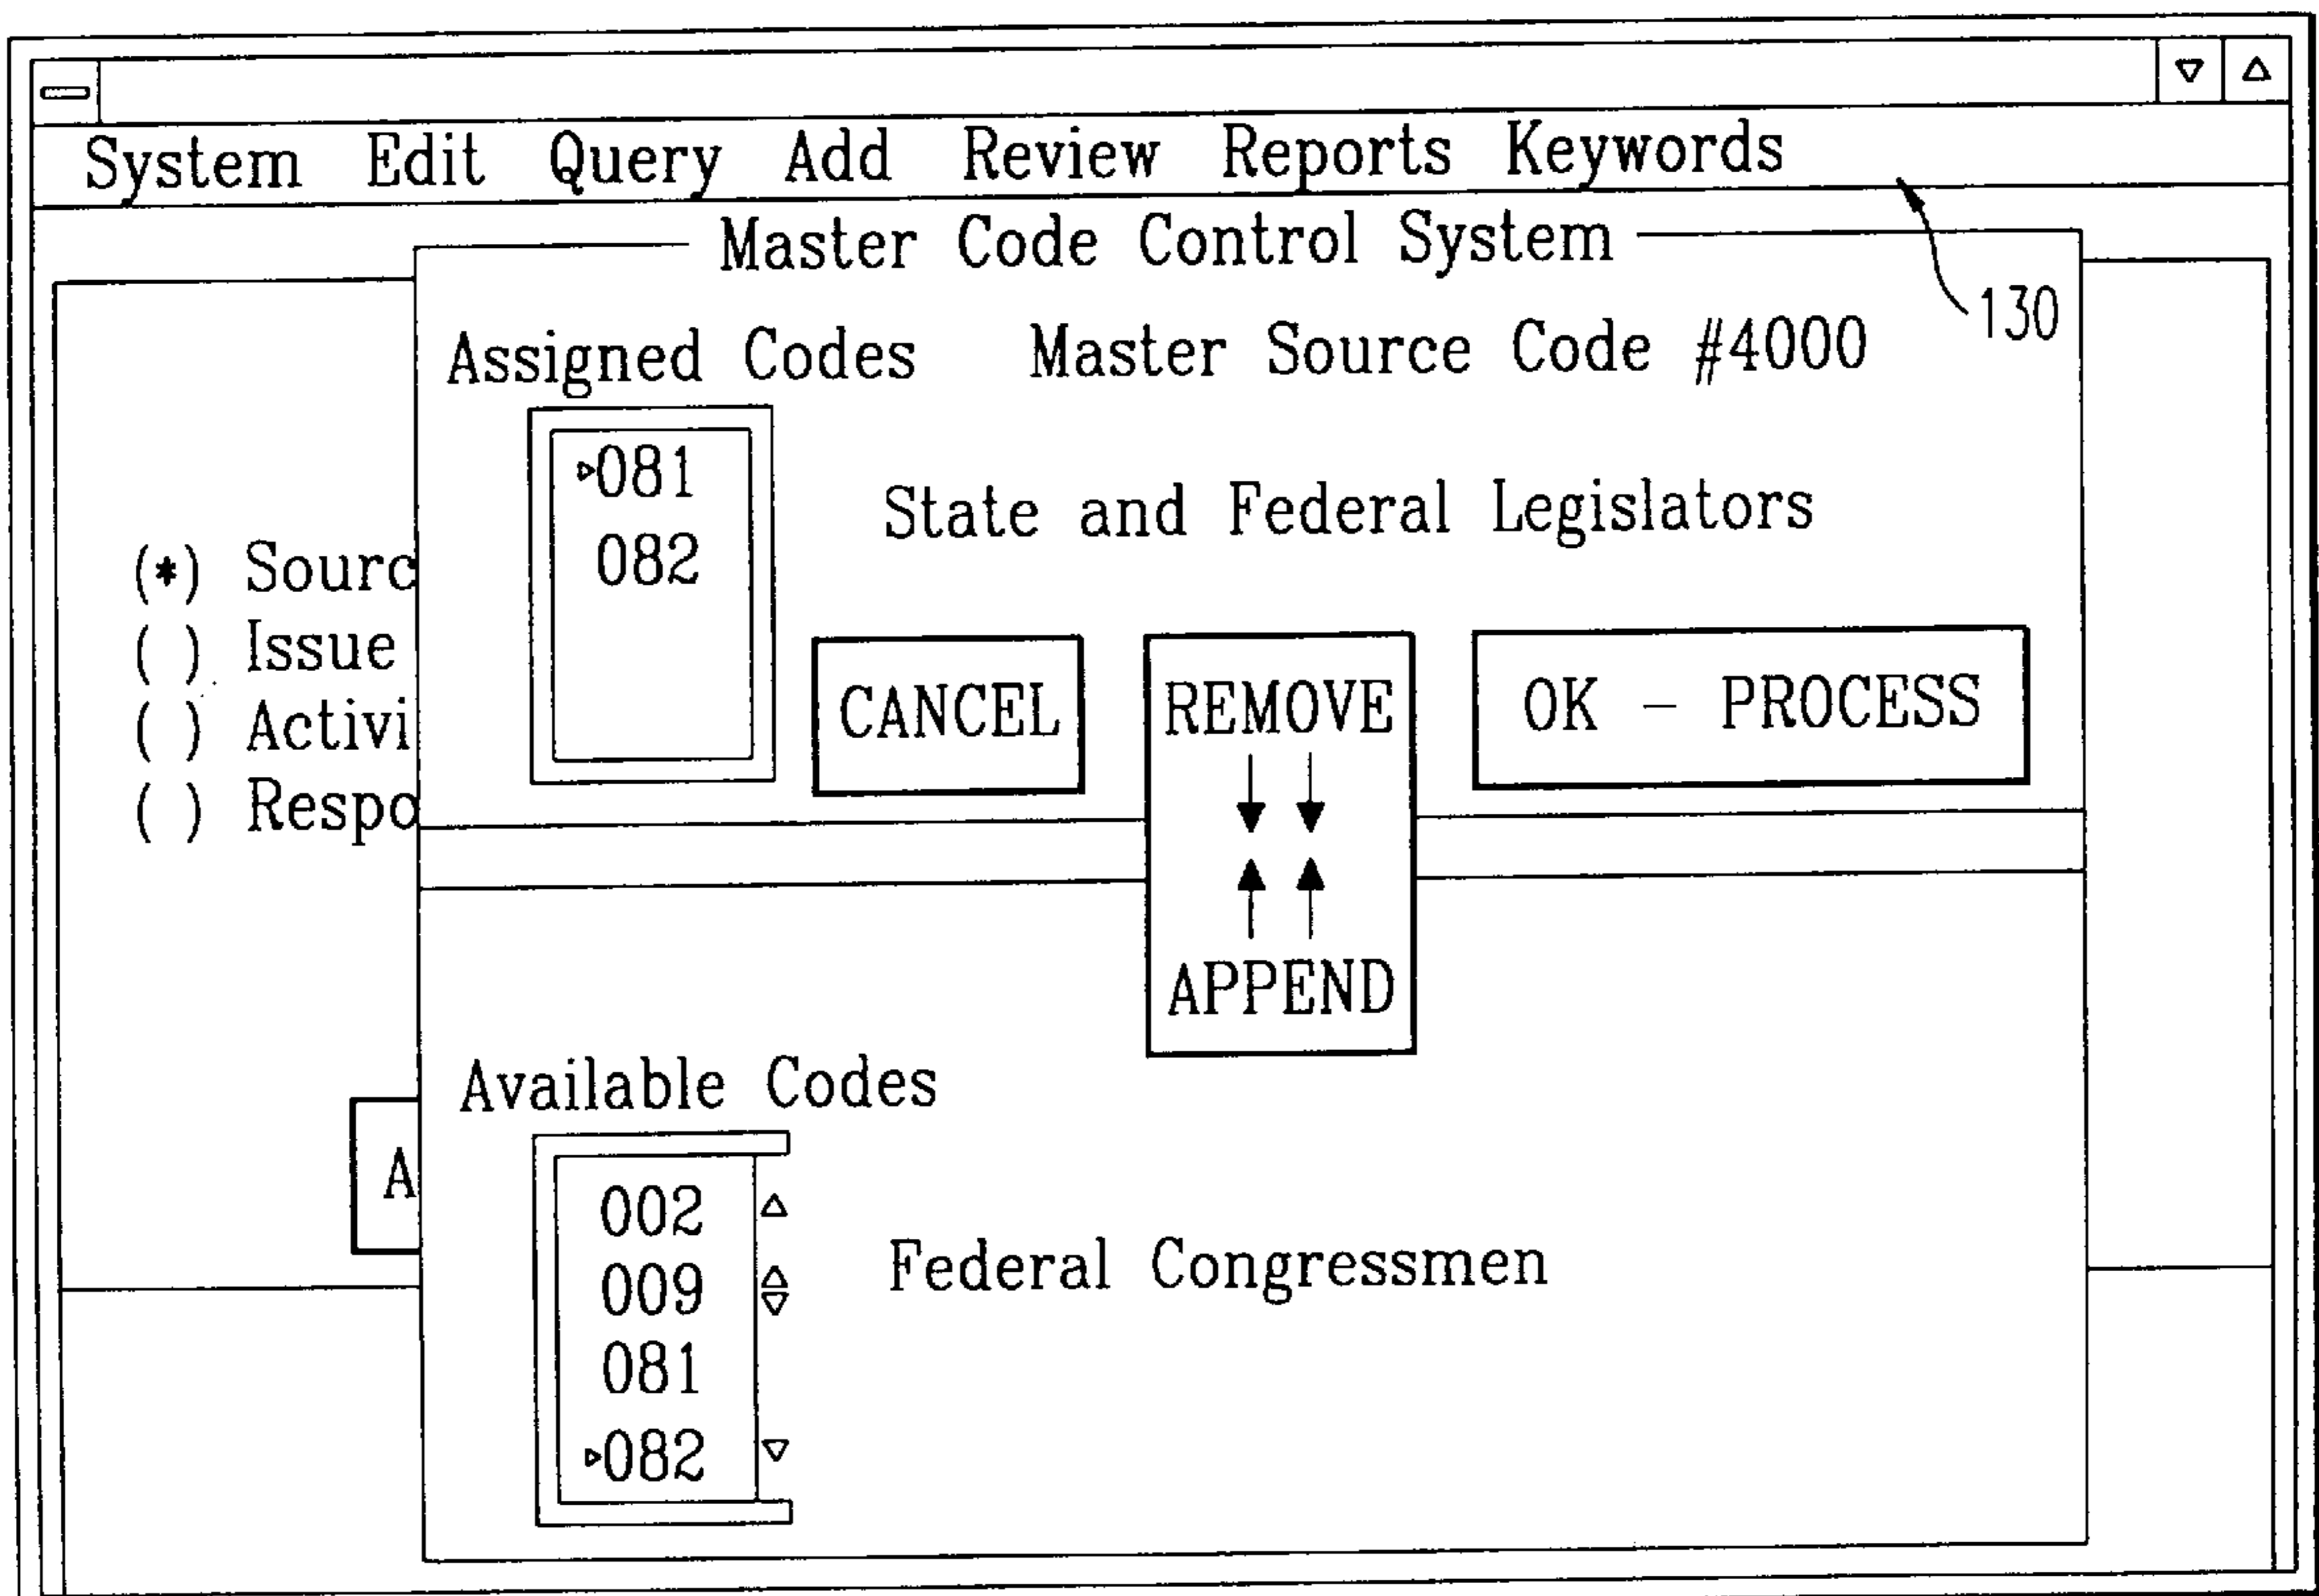 System Edit Query Add Review Reports Keywords
Master Code Control System
130
Assigned Codes Master Source Code #4000
081
State and Federal Legislators
082
(*) Sourc
( ) Issue
( ) Activi
( ) Respo
CANCEL REMOVE OK - PROCESS
APPEND
Available Codes
A
002
009 Federal Congressmen
081
082